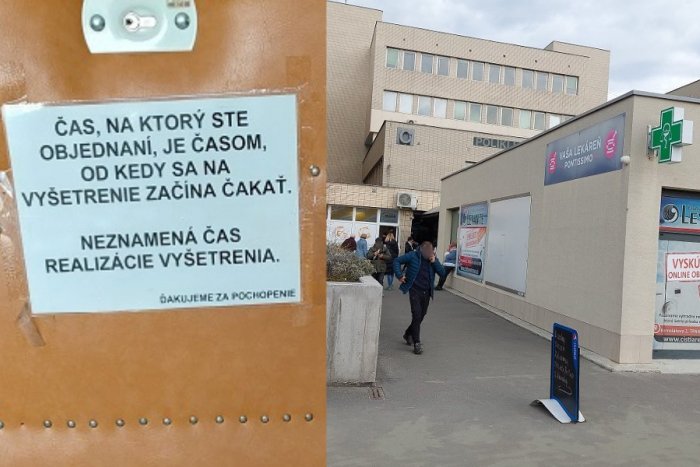 ČAS, NA KTORÝ STE
OBJEDNANÍ, JE ČASOM,
OD KEDY SA NA
VYŠETRENIE ZAČÍNA ČAKAŤ.
NEZNAMENÁ ČAS
REALIZÁCIE VYŠETRENIA.
ĎAKUJEME ZA POCHOPENIE
POLIKL
VAŠA LEKÁREŇ
PONTISSIMO
VYSKÚ
ONLINE OB